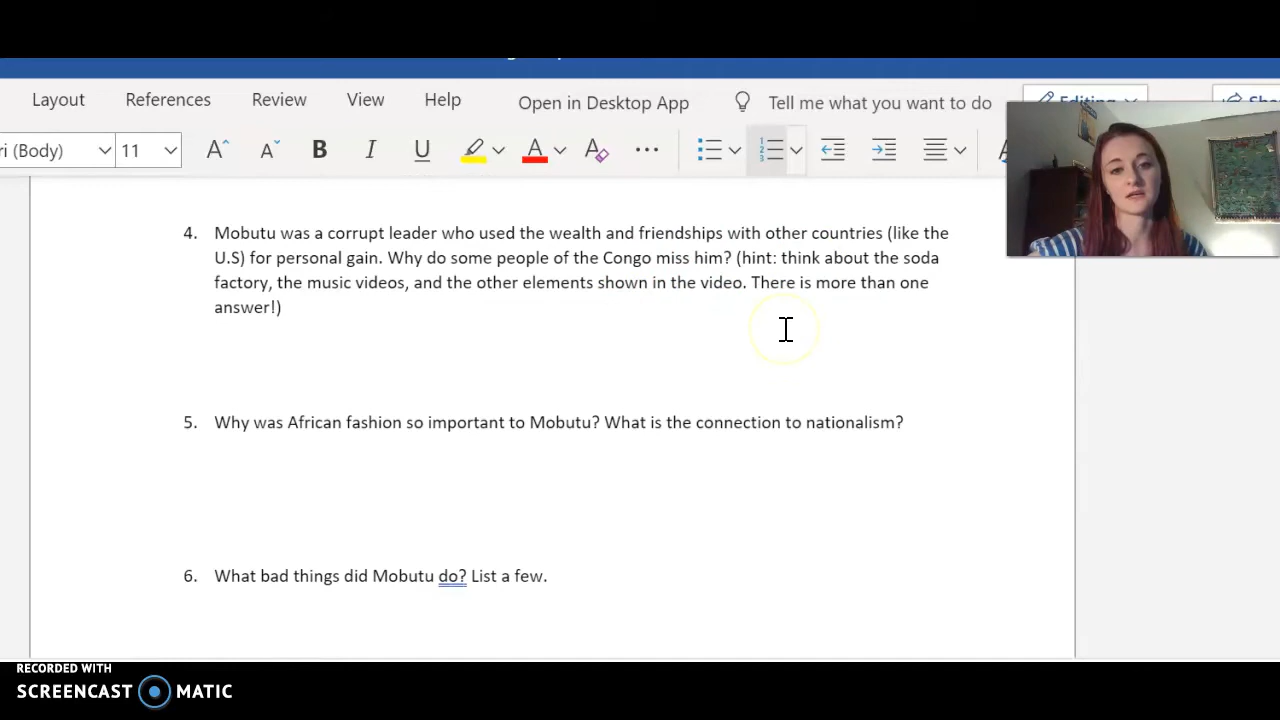 Layout References Review View Help Open in Desktop App Tell me what you want to do Editing
(Body) 11 B I U A A
4. Mobutu was a corrupt leader who used the wealth and friendships with other countries (like the
U.S) for personal gain. Why do some people of the Congo miss him? (hint: think about the soda
factory, the music videos, and the other elements shown in the video. There is more than one
answer!)
5. Why was African fashion so important to Mobutu? What is the connection to nationalism?
6. What bad things did Mobutu do? List a few.
RECORDED WITH
SCREENCAST MATIC